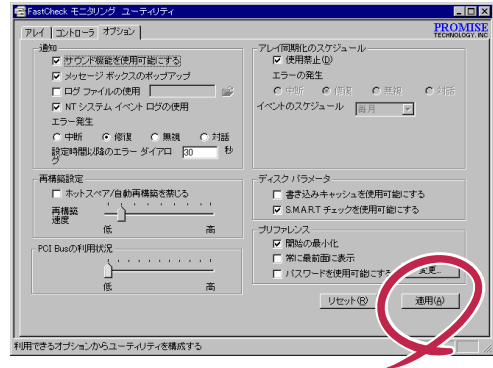 FastCheck モニタリング ユーティリティ
PROMISE
TECHNOLOGY, INC
アレイ コントローラ オプション
通知
サウンド機能を使用可能にする
メッセージ ボックスのポップアップ
ログ ファイルの使用
NT システム イベント ログの使用
エラー発生
中断 修復 無視 対話
設定時間以降のエラー ダイアロ
グ
30 秒
アレイ同期化のスケジュール
使用禁止(D)
エラーの発生
中断 修復 無視 対話
イベントのスケジュール 毎月
再構築設定
ホットスペア/自動再構築を禁じる
再構築
速度
低 高
PCI Busの利用状況
低 高
ディスク パラメータ
書き込みキャッシュを使用可能にする
S.M.A.R.T チェックを使用可能にする
プリファレンス
開始の最小化
常に最前面に表示
パスワードを使用可能にする 変更...
リセット(R) 適用(A)
利用できるオプションからユーティリティを構成する